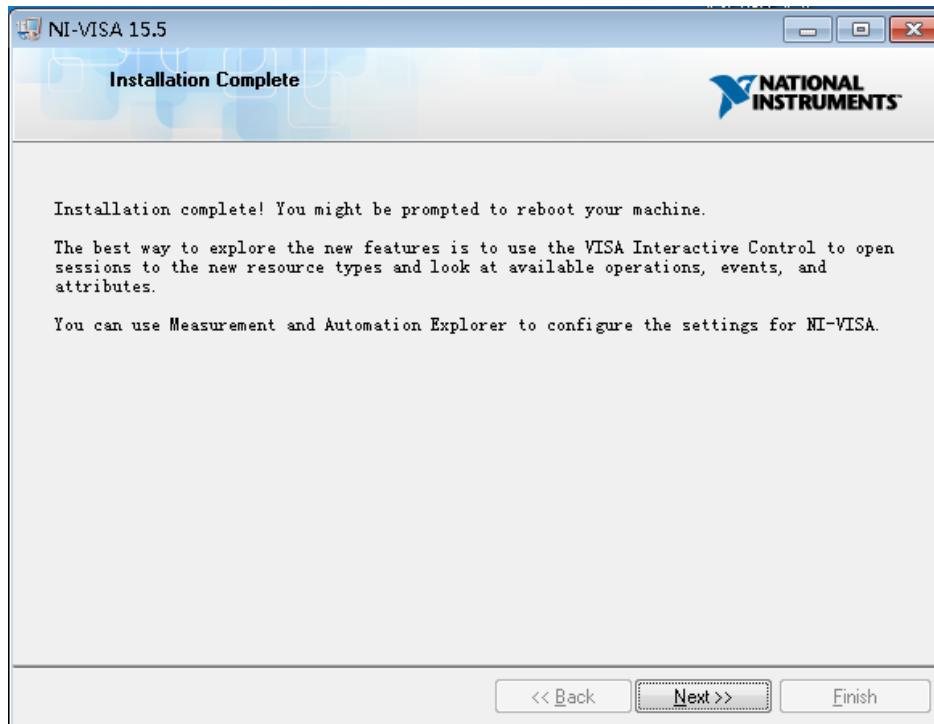 NI-VISA 15.5
Installation Complete
NATIONAL
INSTRUMENTS™
Installation complete! You might be prompted to reboot your machine.
The best way to explore the new features is to use the VISA Interactive Control to open
sessions to the new resource types and look at available operations, events, and
attributes.
You can use Measurement and Automation Explorer to configure the settings for NI-VISA.
<< Back
Next >>
Finish